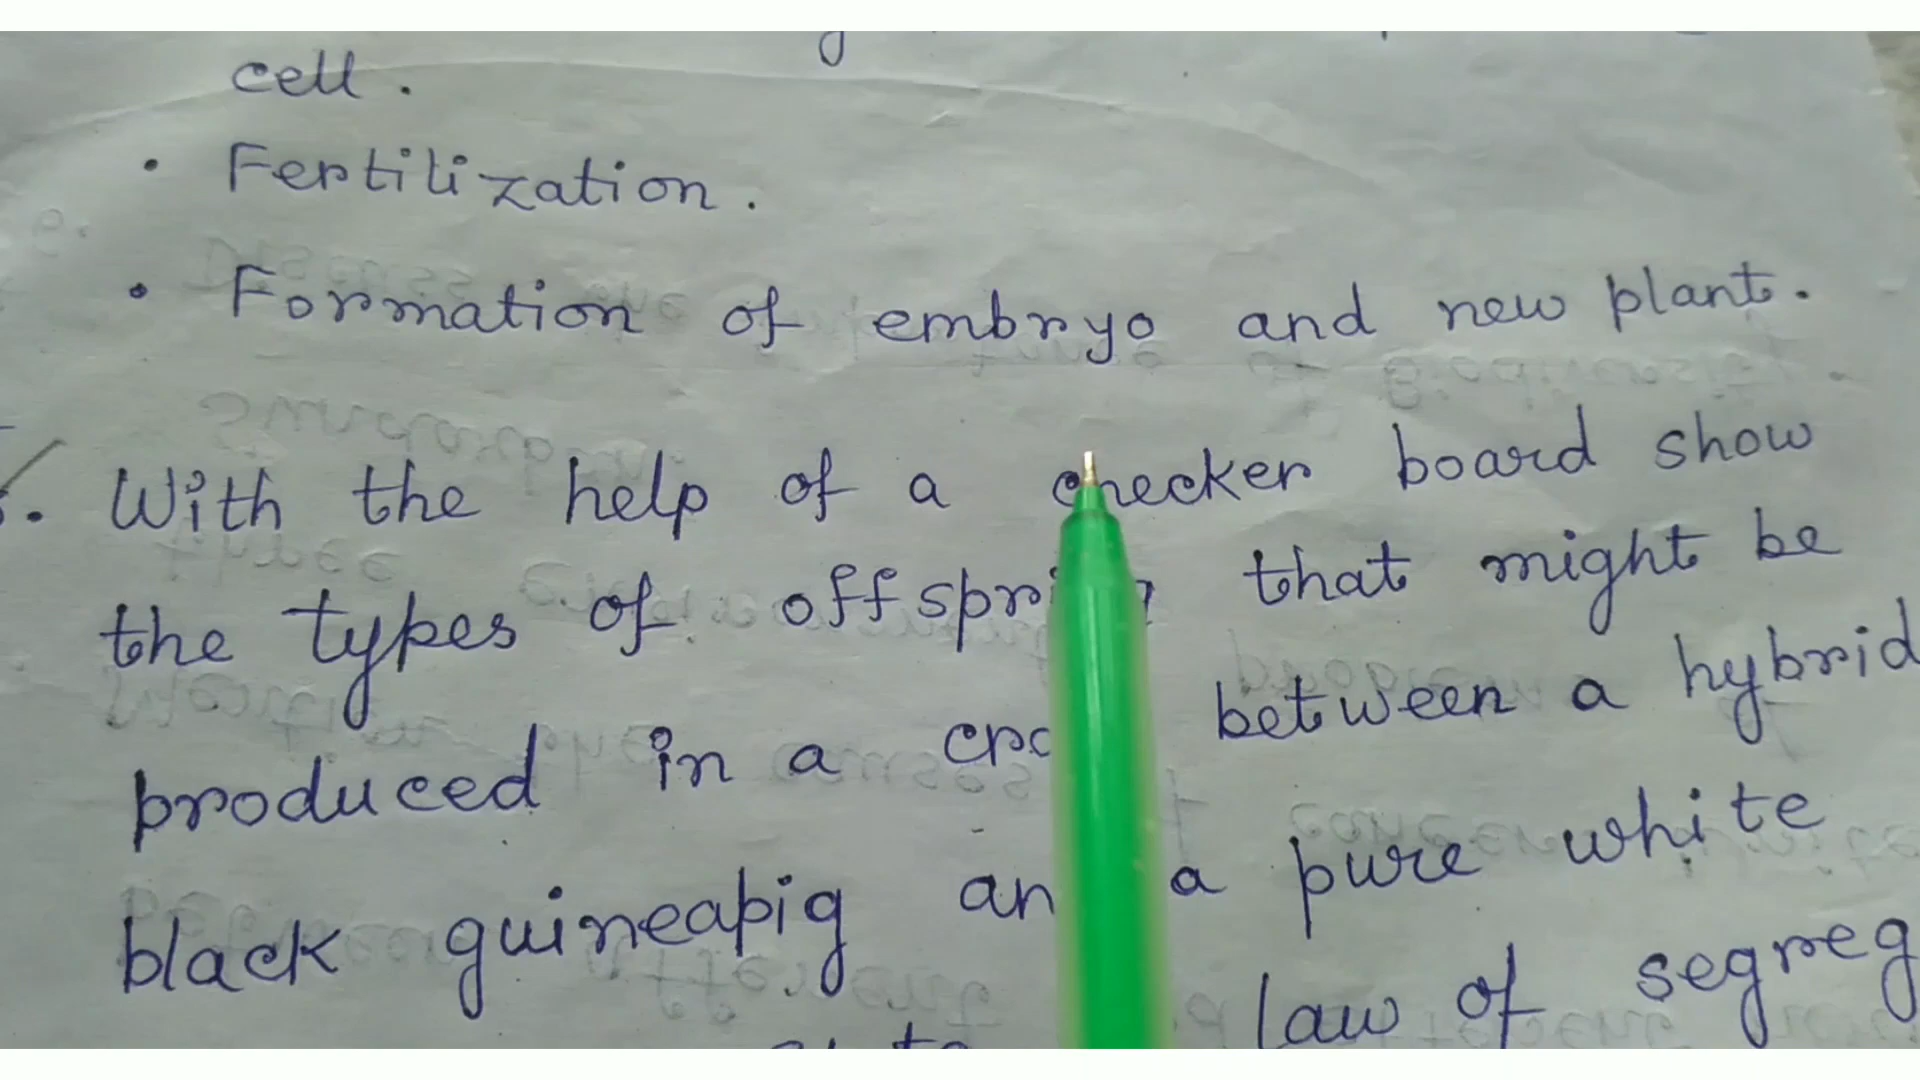 cell.
• Fertilization.
• Formation of embryo and new plant.
With the help of a checker board show
the types of offspring that might be
produced in a between a hybrid
black guineapig a pure white
law of segreg